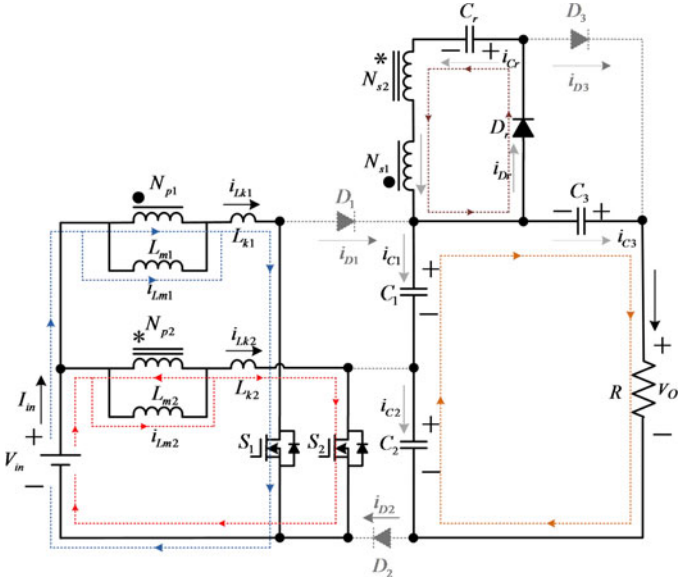 C_r
D_3
− +
i_Cr
*
N_s2
i_D3
D_r
N_s1
i_Dr
C_3
− +
N_p1
i_Lk1
D_1
L_m1
L_k1
i_D1
i_C1
i_C3
i_Lm1
+
C_1
−
N_p2
*
i_Lk2
I_in
L_m2
L_k2
i_C2
+
R
V_O
+
−
i_Lm2
S_1
S_2
C_2
+
V_in
−
−
i_D2
D_2